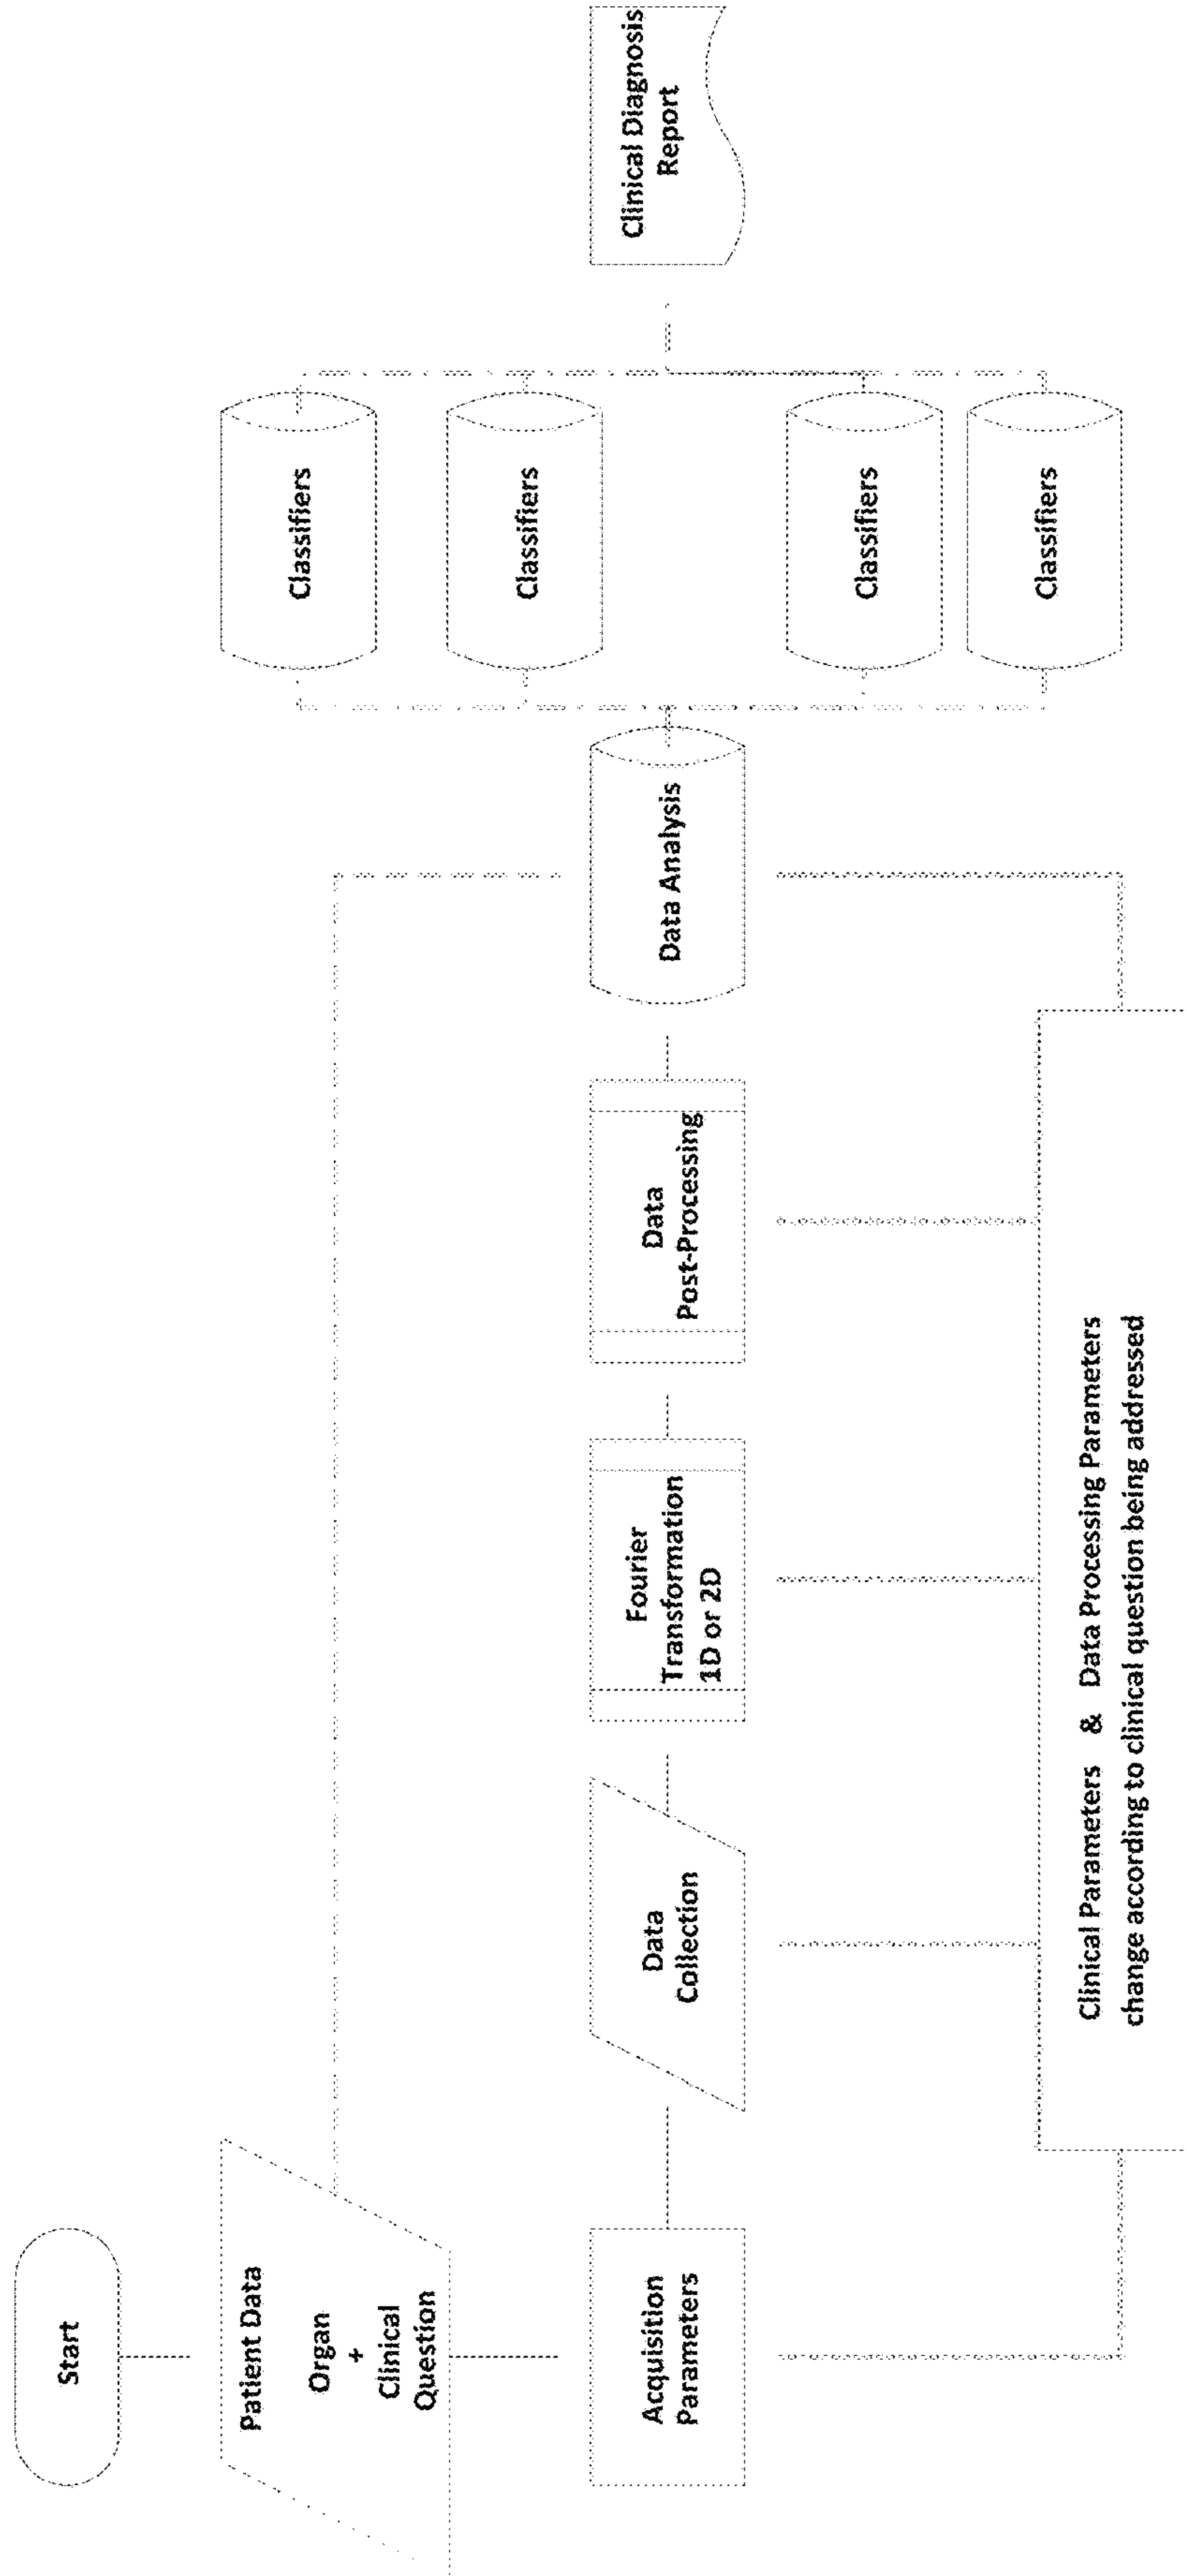 Start
Patient Data
Organ
+
Clinical
Question
Acquisition
Parameters
Data
Collection
Fourier
Transformation
1D or 2D
Data
Post-Processing
Data Analysis
Classifiers
Classifiers
Classifiers
Classifiers
Clinical Diagnosis
Report
Clinical Parameters & Data Processing Parameters
change according to clinical question being addressed